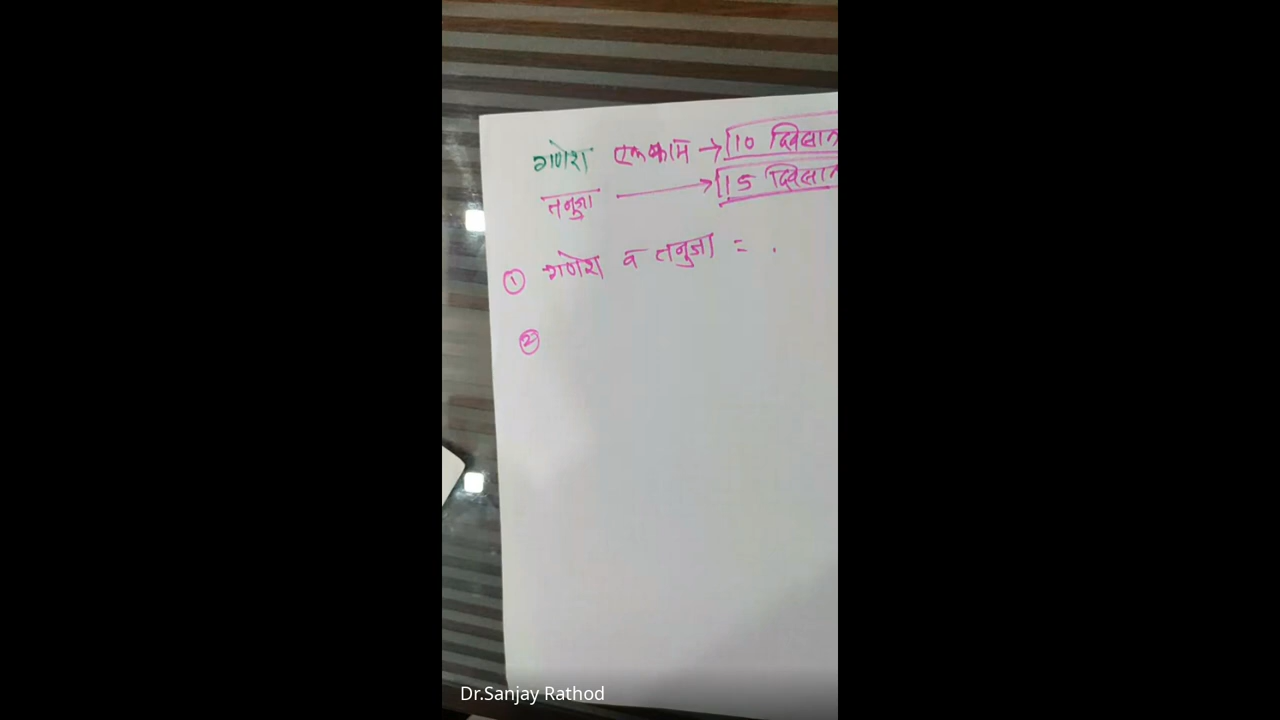 गणेश एक काम → 10 दिवसात
तनुजा → 15 दिवसात
① गणेश व तनुजा = .
②
Dr.Sanjay Rathod